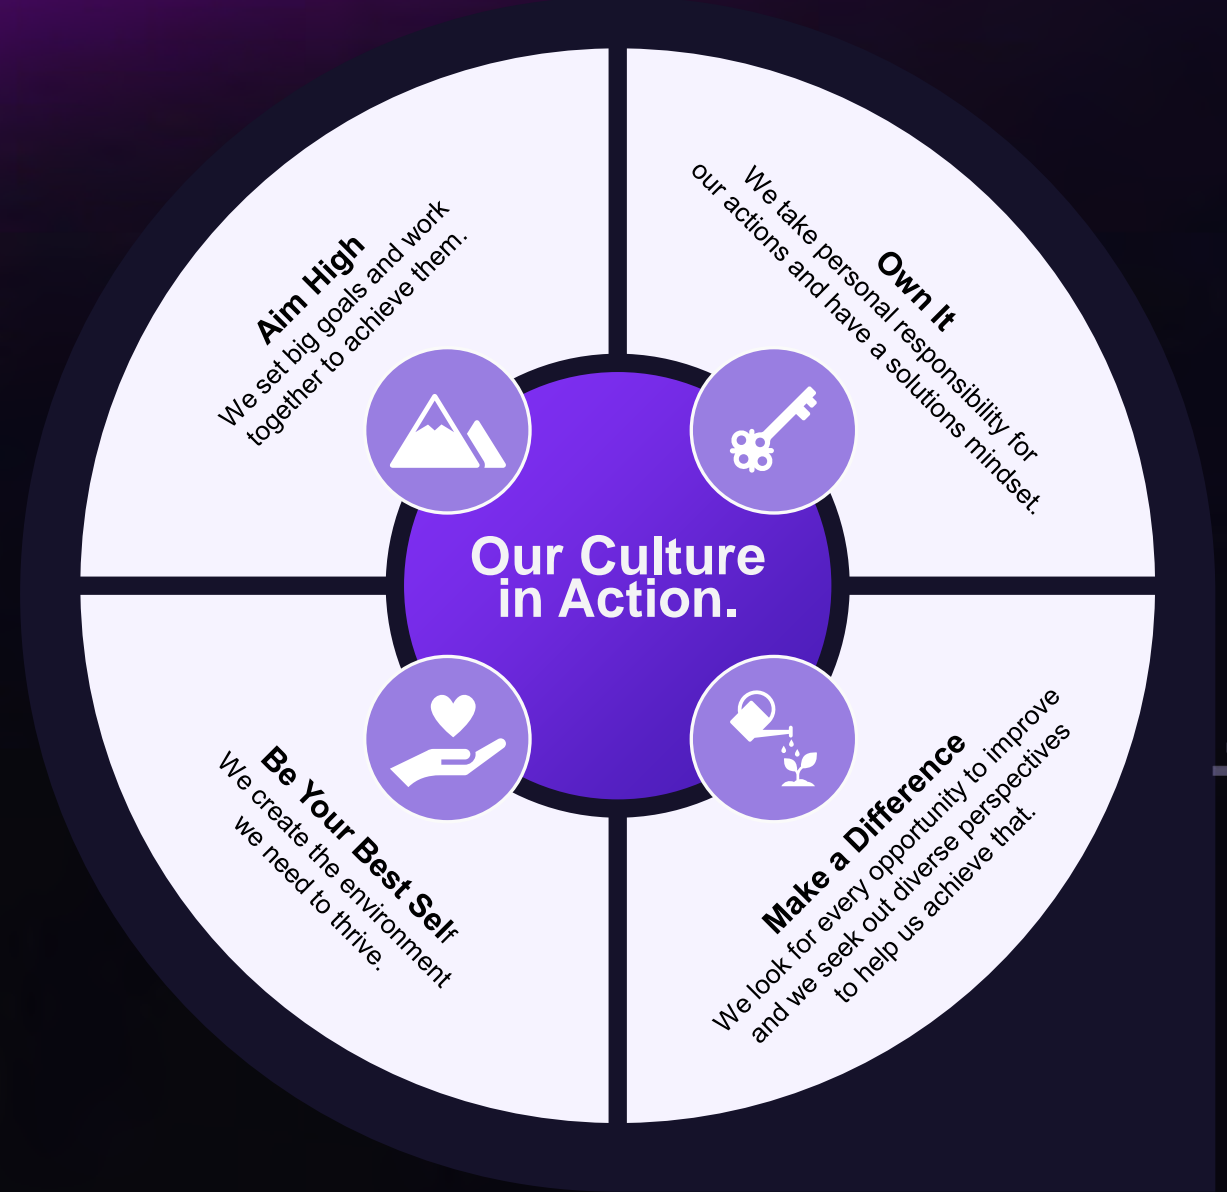 Aim High
We set big goals and work
together to achieve them.
Own It
We take personal responsibility for
our actions and have a solutions mindset.
Our Culture
in Action.
Be Your Best Self
We create the environment
we need to thrive.
Make a Difference
We look for every opportunity to improve
and we seek out diverse perspectives
to help us achieve that.